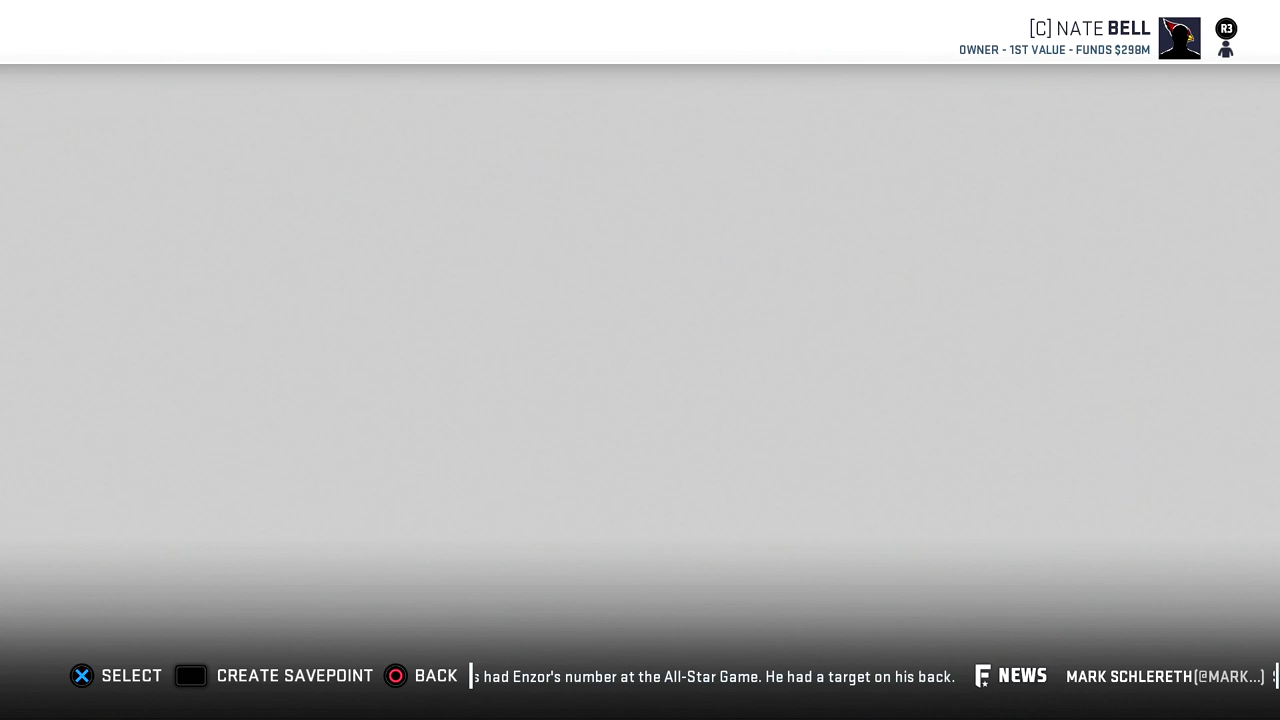 [C] NATE BELL
OWNER - 1ST VALUE - FUNDS $298M
R3
SELECT
CREATE SAVEPOINT
BACK
had Enzor's number at the All-Star Game. He had a target on his back.
NEWS
MARK SCHLERETH(@MARK...)